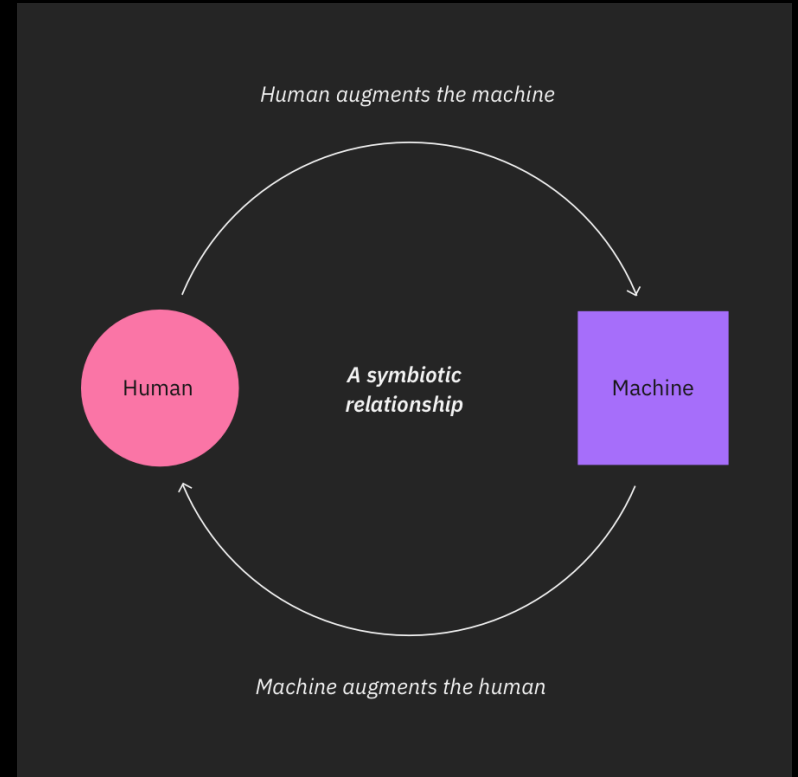 Human augments the machine
Human
A symbiotic
relationship
Machine
Machine augments the human